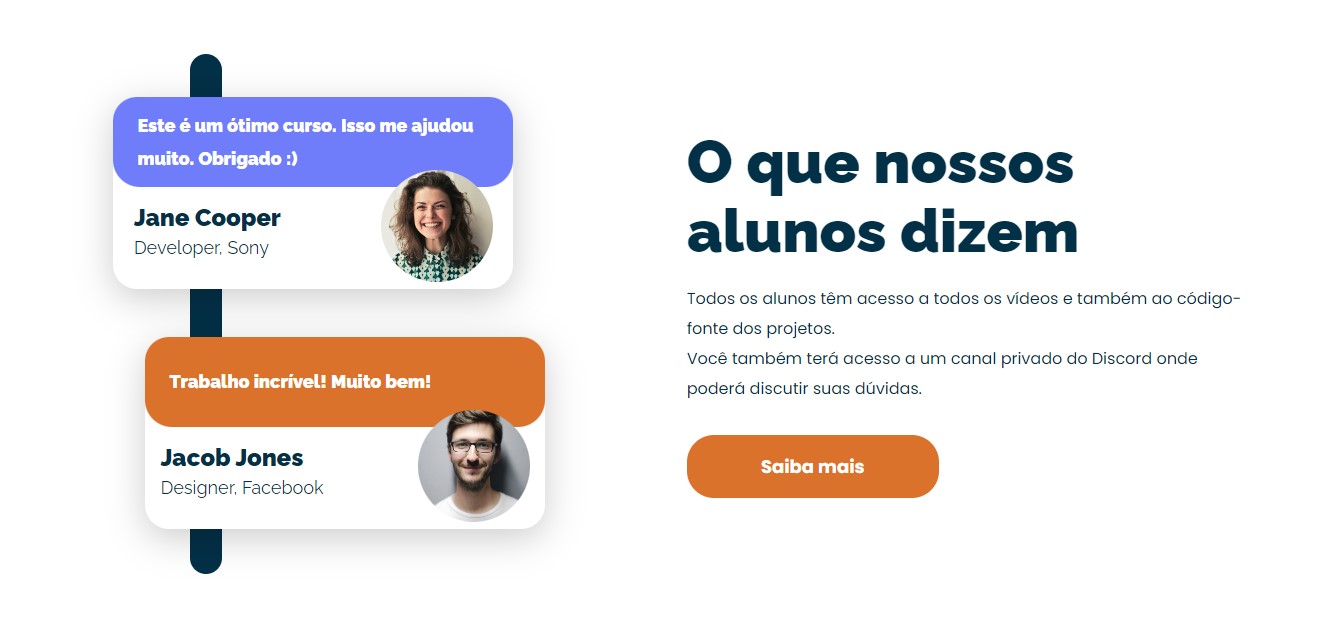 Este é um ótimo curso. Isso me ajudou
muito. Obrigado :)
Jane Cooper
Developer, Sony
Trabalho incrível! Muito bem!
Jacob Jones
Designer, Facebook
O que nossos
alunos dizem
Todos os alunos têm acesso a todos os vídeos e também ao código-
fonte dos projetos.
Você também terá acesso a um canal privado do Discord onde
poderá discutir suas dúvidas.
Saiba mais